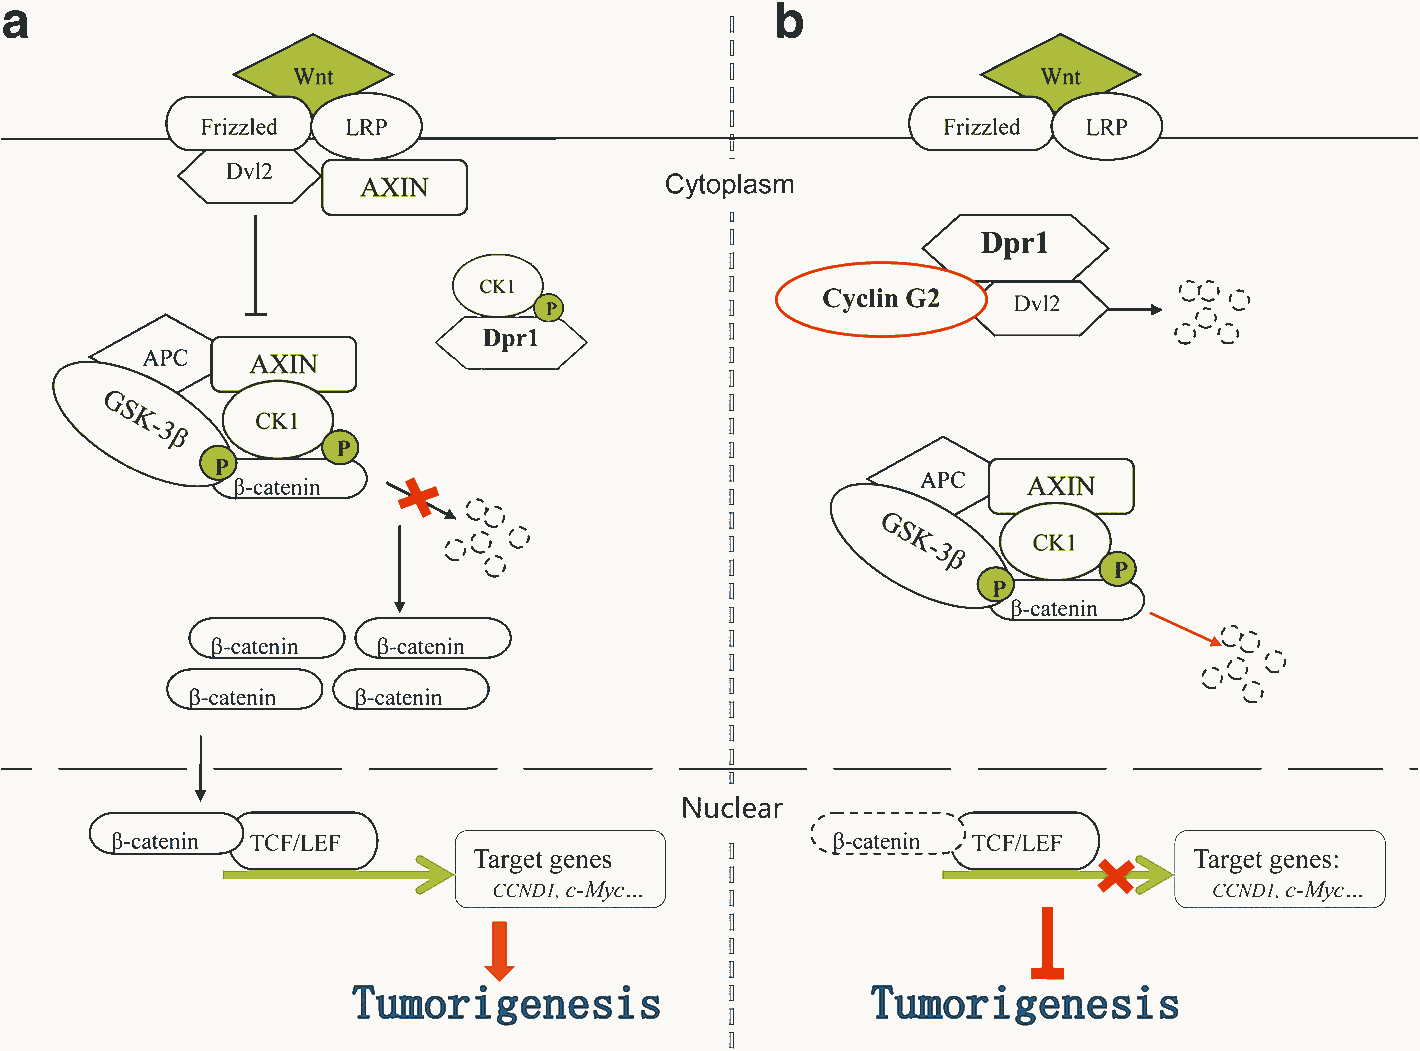 a
Wnt
Frizzled
LRP
Dvl2
AXIN
CK1
P
Dpr1
APC
AXIN
GSK-3β
CK1
P
P
β-catenin
β-catenin
β-catenin
β-catenin
β-catenin
β-catenin
TCF/LEF
Target genes
CCND1, c-Myc...
Tumorigenesis
Cytoplasm
Nuclear
b
Wnt
Frizzled
LRP
Dpr1
Cyclin G2
Dvl2
APC
AXIN
GSK-3β
CK1
P
P
β-catenin
β-catenin
TCF/LEF
Target genes:
CCND1, c-Myc...
Tumorigenesis